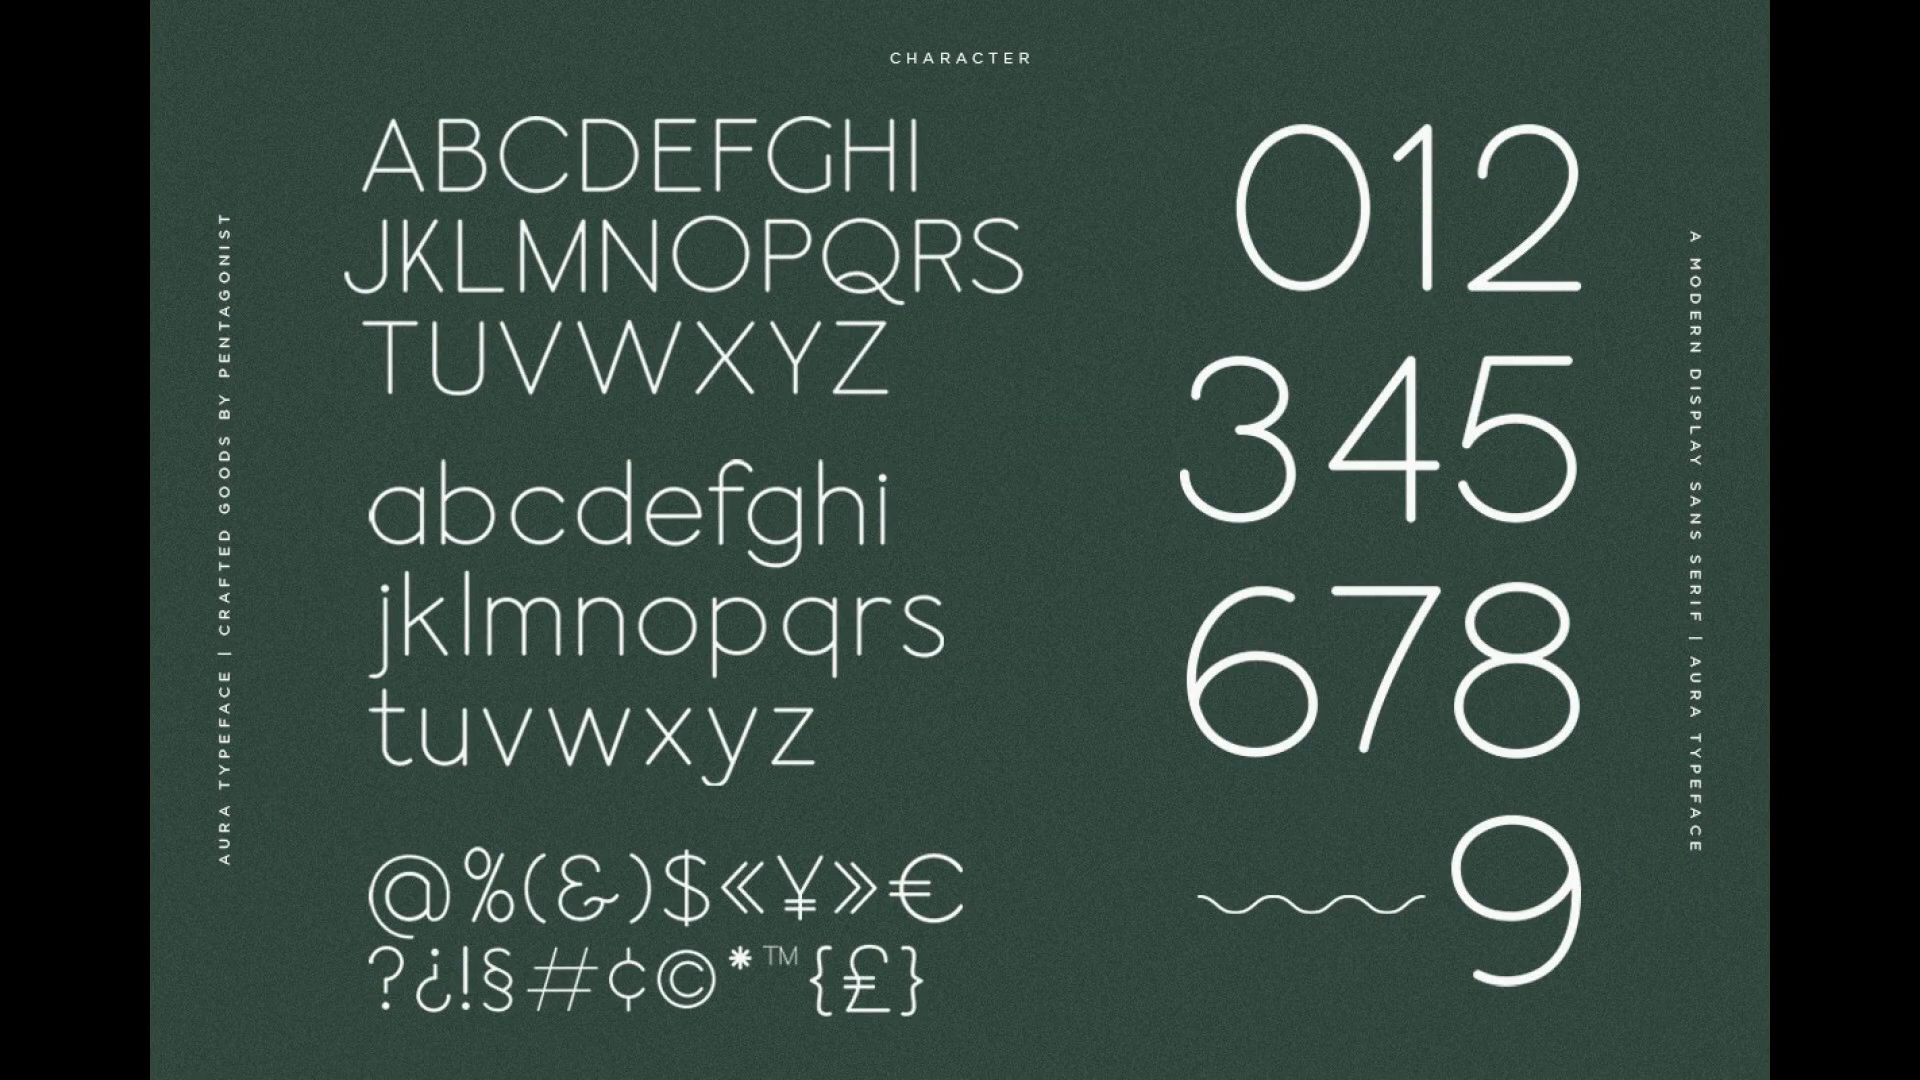 CHARACTER
AURA TYPEFACE | CRAFTED GOODS BY PENTAGONIST
ABCDEFGHI
JKLMNOPQRS
TUVWXYZ
abcdefghi
jklmnopqrs
tuvwxyz
@%(&)$«¥»€
?¿!§#¢©*™{£}
012
345
678
9
A MODERN DISPLAY SANS SERIF | AURA TYPEFACE